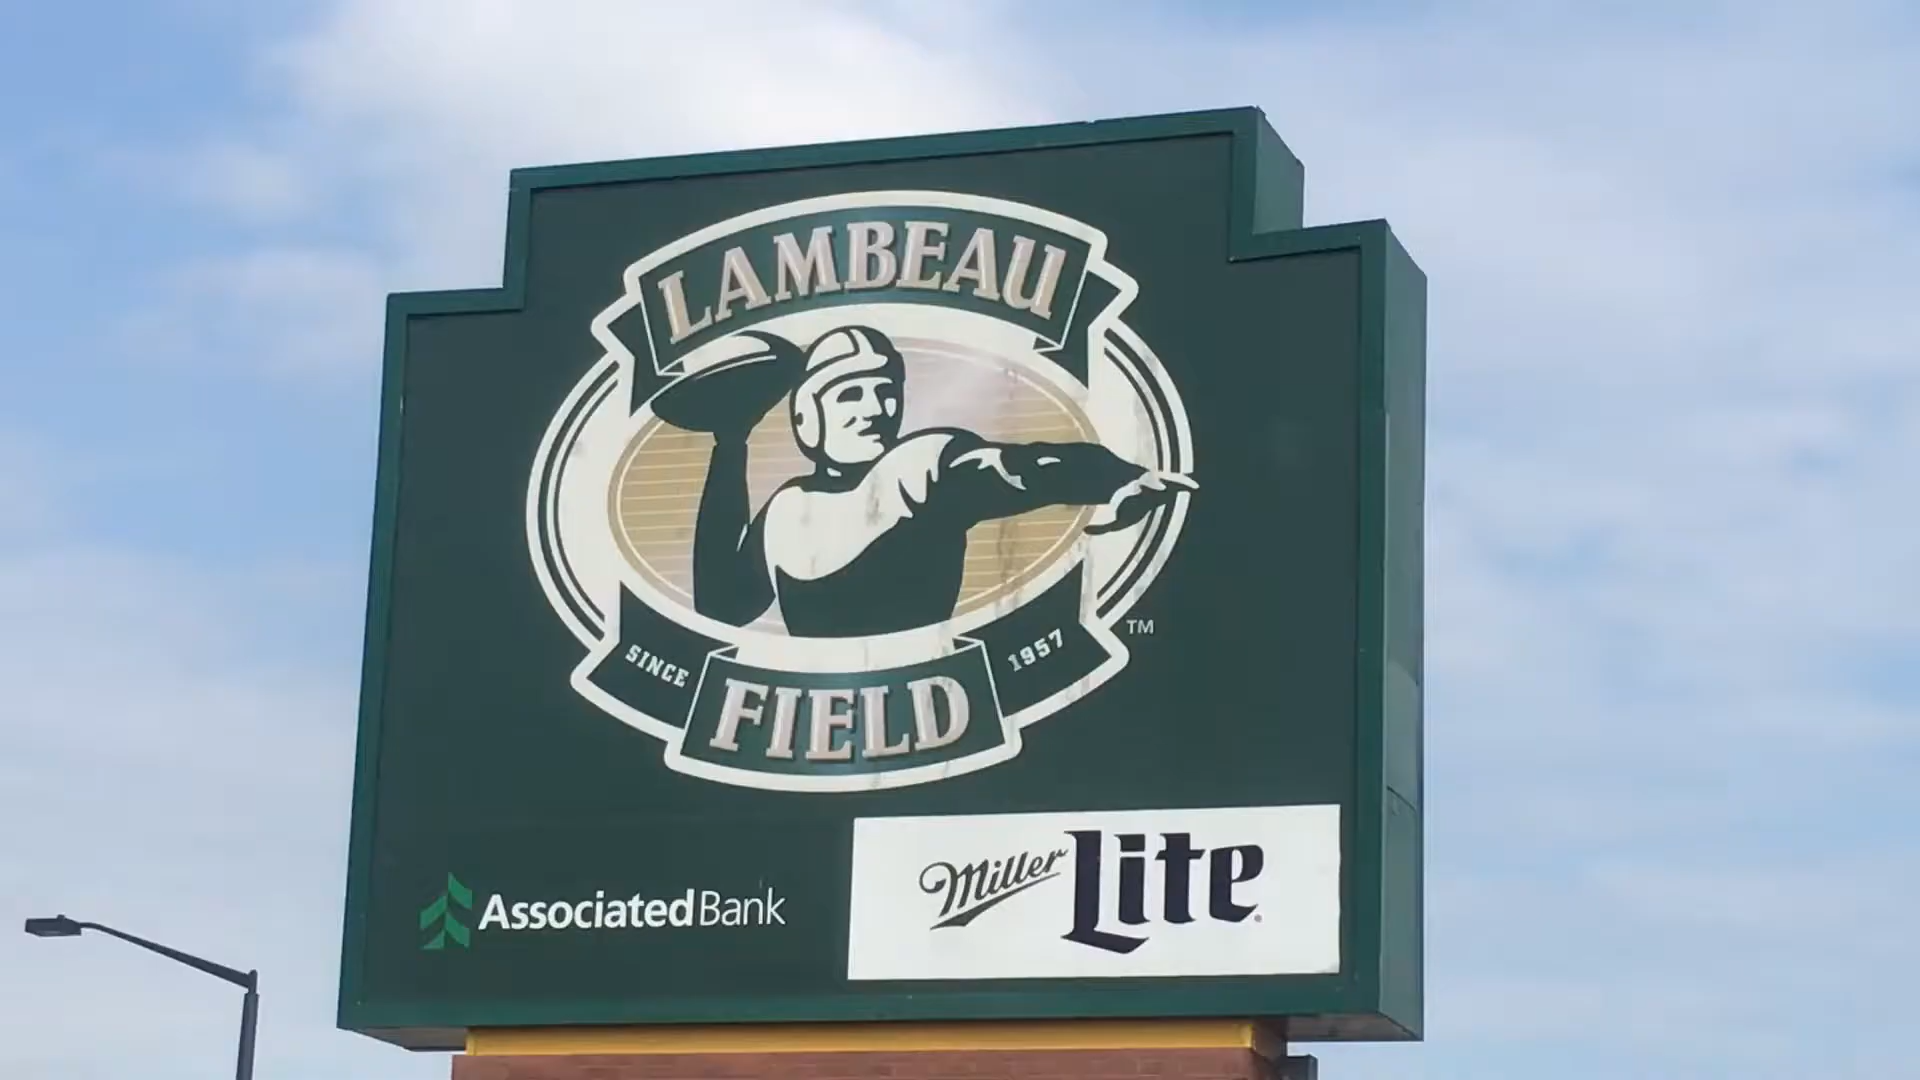 LAMBEAU
SINCE 1957
FIELD
TM
AssociatedBank
Miller Lite